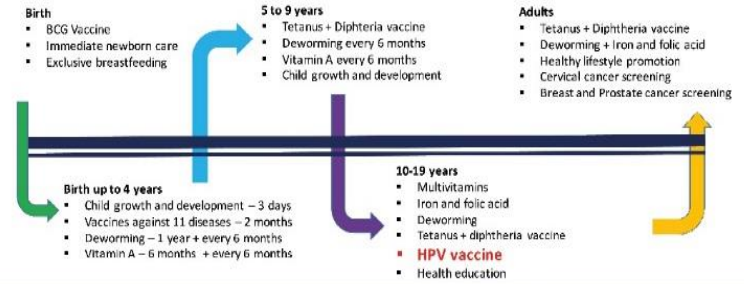 Birth
▪ BCG Vaccine
▪ Immediate newborn care
▪ Exclusive breastfeeding
Birth up to 4 years
▪ Child growth and development – 3 days
▪ Vaccines against 11 diseases – 2 months
▪ Deworming – 1 year + every 6 months
▪ Vitamin A – 6 months + every 6 months
5 to 9 years
▪ Tetanus + Diphteria vaccine
▪ Deworming every 6 months
▪ Vitamin A every 6 months
▪ Child growth and development
10-19 years
▪ Multivitamins
▪ Iron and folic acid
▪ Deworming
▪ Tetanus + diphtheria vaccine
▪ HPV vaccine
▪ Health education
Adults
▪ Tetanus + Diphtheria vaccine
▪ Deworming + Iron and folic acid
▪ Healthy lifestyle promotion
▪ Cervical cancer screening
▪ Breast and Prostate cancer screening